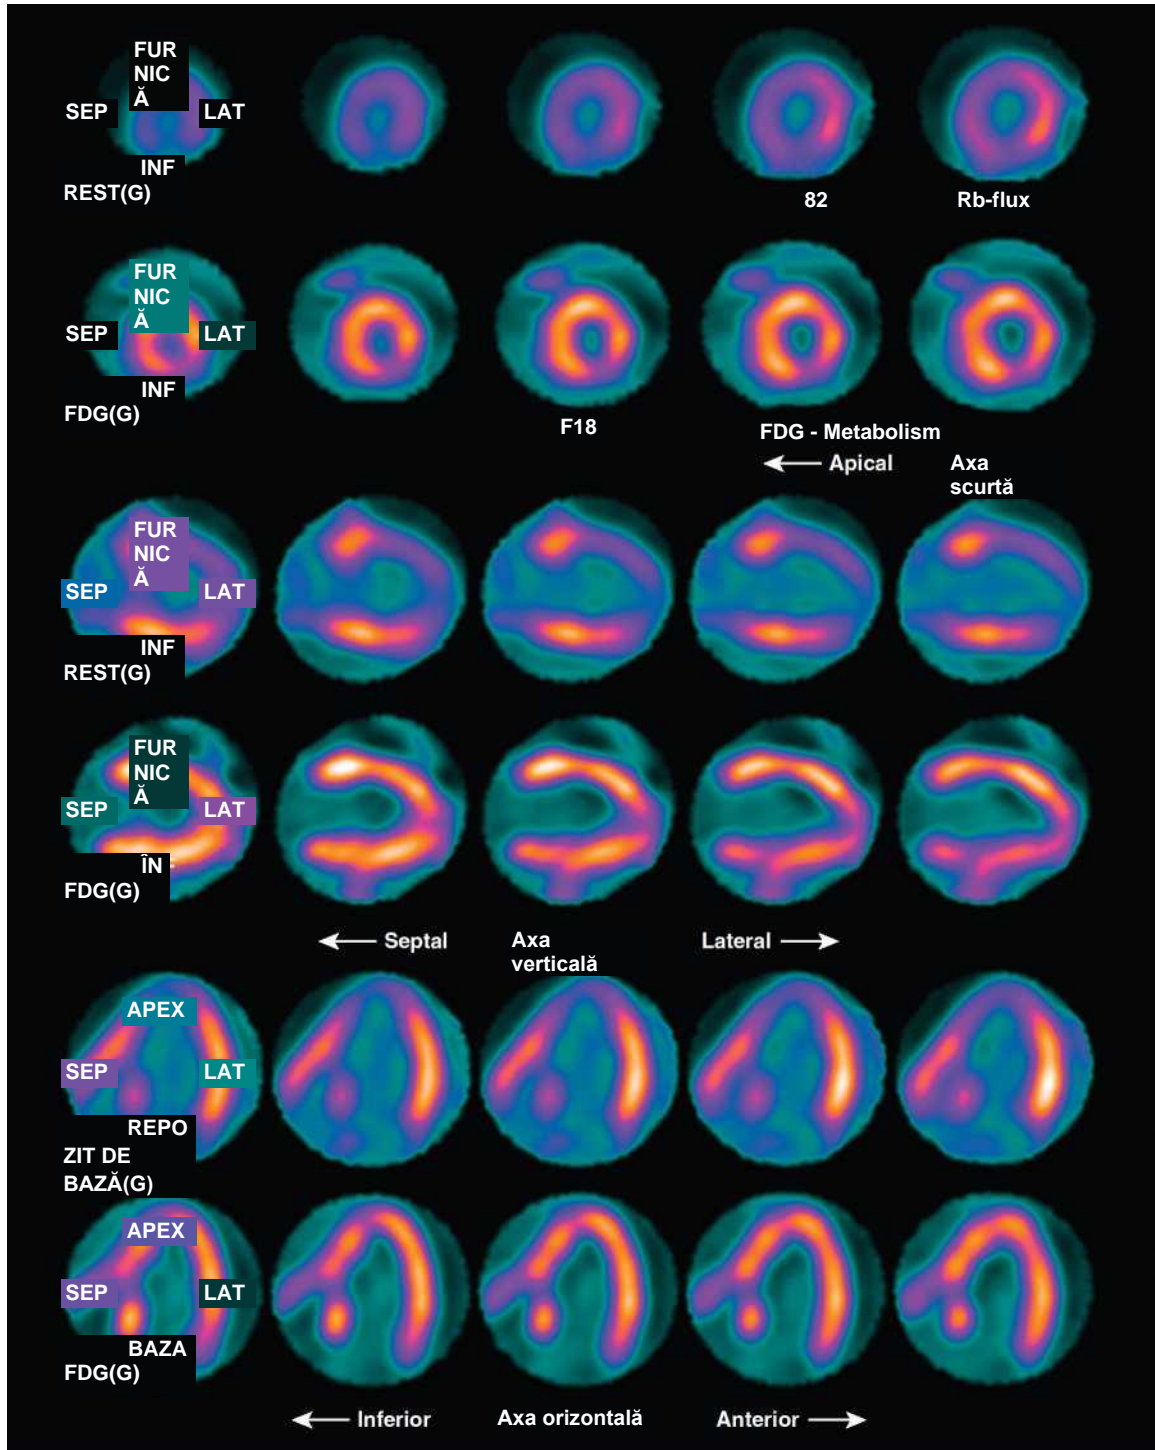 FUR
NIC
Ă
SEP
LAT
INF
REST(G)
82
Rb-flux
FUR
NIC
Ă
SEP
LAT
INF
FDG(G)
F18
FDG - Metabolism
Apical
Axa
scurtă
FUR
NIC
Ă
SEP
LAT
INF
REST(G)
FUR
NIC
Ă
SEP
LAT
ÎN
FDG(G)
Septal
Axa
verticală
Lateral
APEX
SEP
LAT
REPO
ZIT DE
BAZĂ(G)
APEX
SEP
LAT
BAZA
FDG(G)
Inferior
Axa orizontală
Anterior